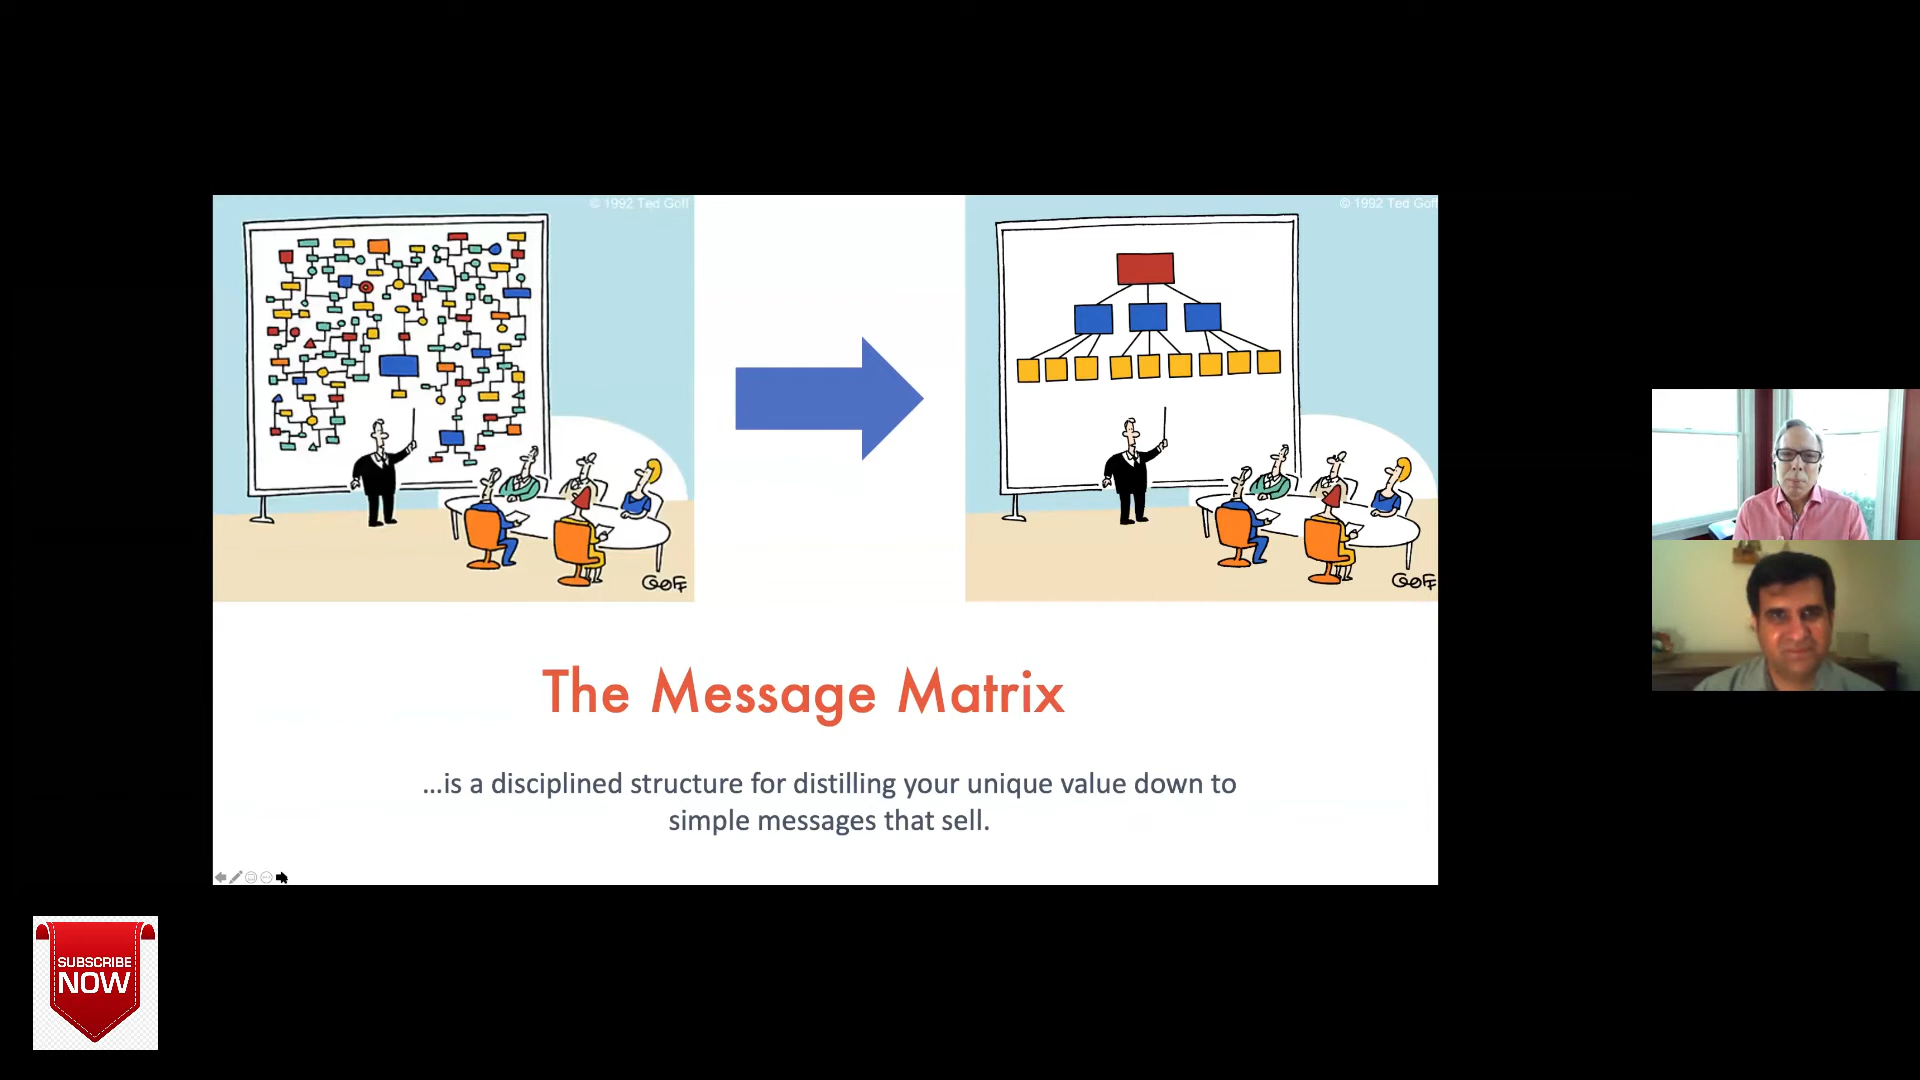 © 1992 Ted Goff
© 1992 Ted Goff
GOFF
GOFF
The Message Matrix
...is a disciplined structure for distilling your unique value down to
simple messages that sell.
SUBSCRIBE
NOW